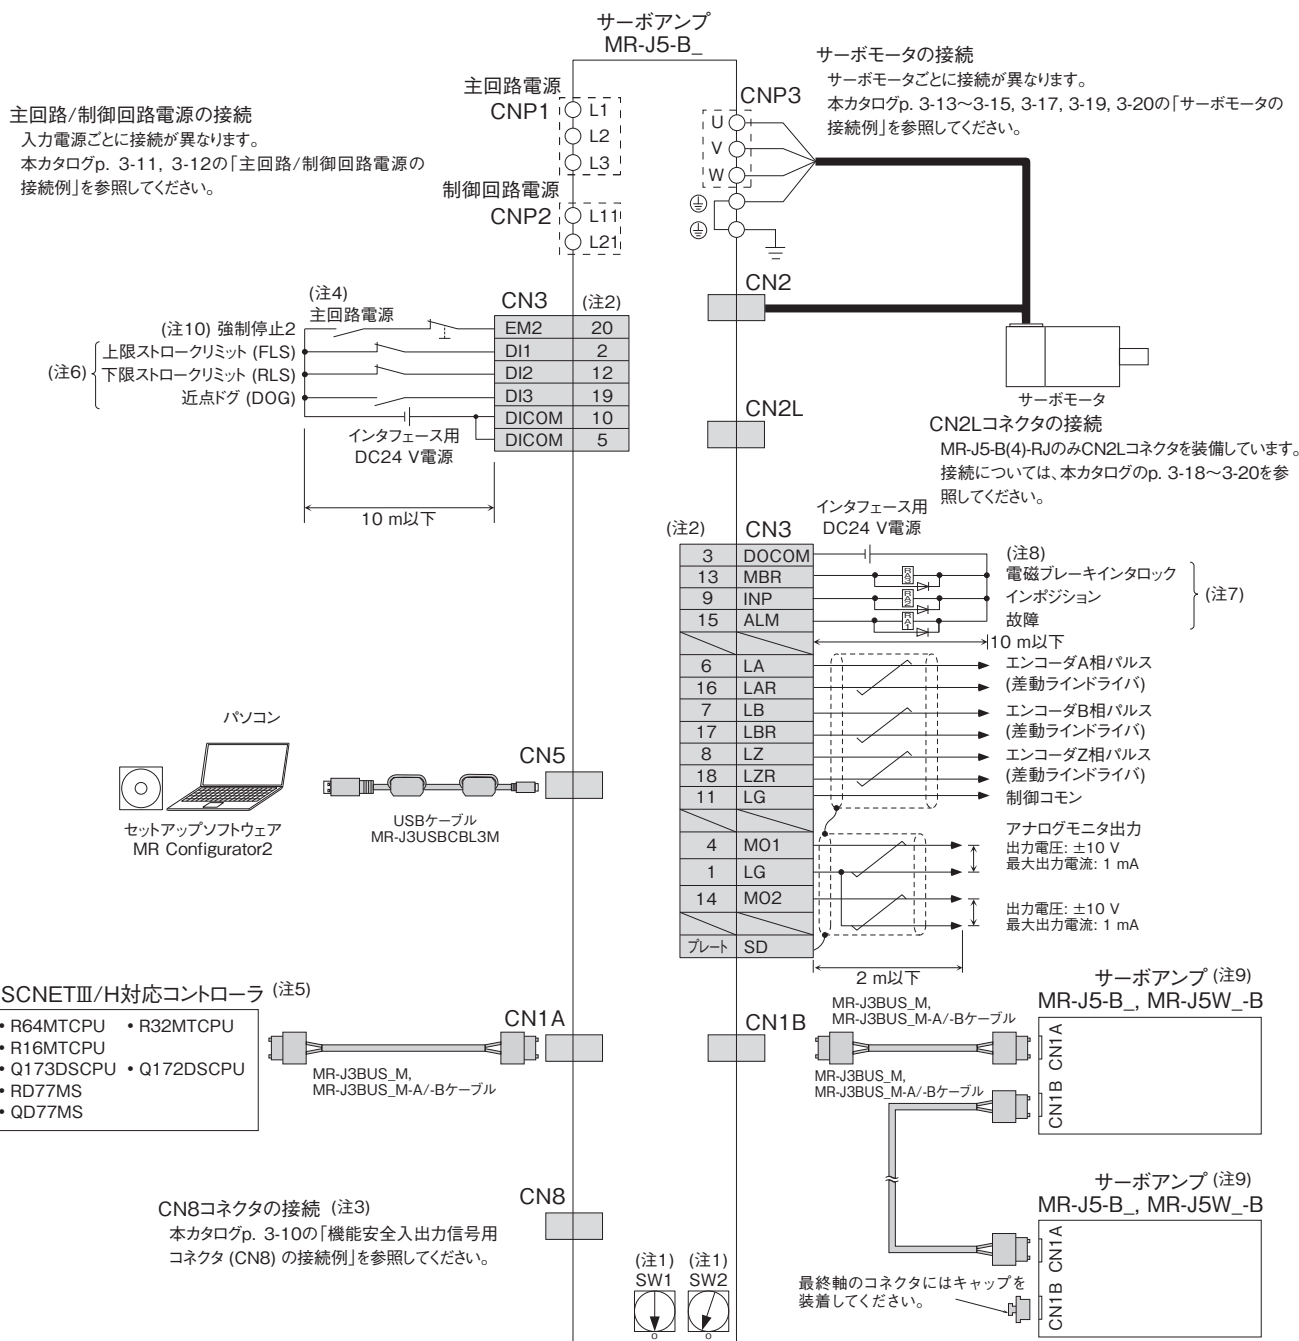 サーボアンプ
MR-J5-B_
主回路/制御回路電源の接続
入力電源ごとに接続が異なります。
本カタログp. 3-11, 3-12の「主回路/制御回路電源の
接続例」を参照してください。
主回路電源
CNP1
L1
L2
L3
制御回路電源
CNP2
L11
L21
CNP3
U
V
W
サーボモータの接続
サーボモータごとに接続が異なります。
本カタログp. 3-13～3-15, 3-17, 3-19, 3-20の「サーボモータの
接続例」を参照してください。
CN2
サーボモータ
(注4)
主回路電源
CN3
(注2)
(注10) 強制停止2
EM2 20
(注6)
上限ストロークリミット (FLS)
DI1 2
下限ストロークリミット (RLS)
DI2 12
近点ドグ (DOG)
DI3 19
DICOM 10
DICOM 5
インタフェース用
DC24 V電源
10 m以下
CN2L
CN2Lコネクタの接続
MR-J5-B(4)-RJのみCN2Lコネクタを装備しています。
接続については、本カタログのp. 3-18～3-20を参
照してください。
インタフェース用
DC24 V電源
(注2)
CN3
3 DOCOM
(注8)
13 MBR
RA3
電磁ブレーキインタロック
9 INP
RA2
インポジション
(注7)
15 ALM
RA1
故障
10 m以下
6 LA
エンコーダA相パルス
16 LAR
(差動ラインドライバ)
7 LB
エンコーダB相パルス
17 LBR
(差動ラインドライバ)
8 LZ
エンコーダZ相パルス
18 LZR
(差動ラインドライバ)
11 LG
制御コモン
4 MO1
アナログモニタ出力
出力電圧: ±10 V
最大出力電流: 1 mA
1 LG
14 MO2
出力電圧: ±10 V
最大出力電流: 1 mA
プレート SD
2 m以下
パソコン
セットアップソフトウェア
MR Configurator2
USBケーブル
MR-J3USBCBL3M
CN5
SCNETⅢ/H対応コントローラ (注5)
• R64MTCPU • R32MTCPU
• R16MTCPU
• Q173DSCPU • Q172DSCPU
• RD77MS
• QD77MS
MR-J3BUS_M,
MR-J3BUS_M-A/-Bケーブル
CN1A
CN1B
MR-J3BUS_M,
MR-J3BUS_M-A/-Bケーブル
MR-J3BUS_M,
MR-J3BUS_M-A/-Bケーブル
サーボアンプ (注9)
MR-J5-B_, MR-J5W_-B
CN1A
CN1B
サーボアンプ (注9)
MR-J5-B_, MR-J5W_-B
CN1A
CN1B
最終軸のコネクタにはキャップを
装着してください。
CN8コネクタの接続 (注3)
本カタログp. 3-10の「機能安全入出力信号用
コネクタ (CN8) の接続例」を参照してください。
CN8
(注1) (注1)
SW1 SW2
0 0